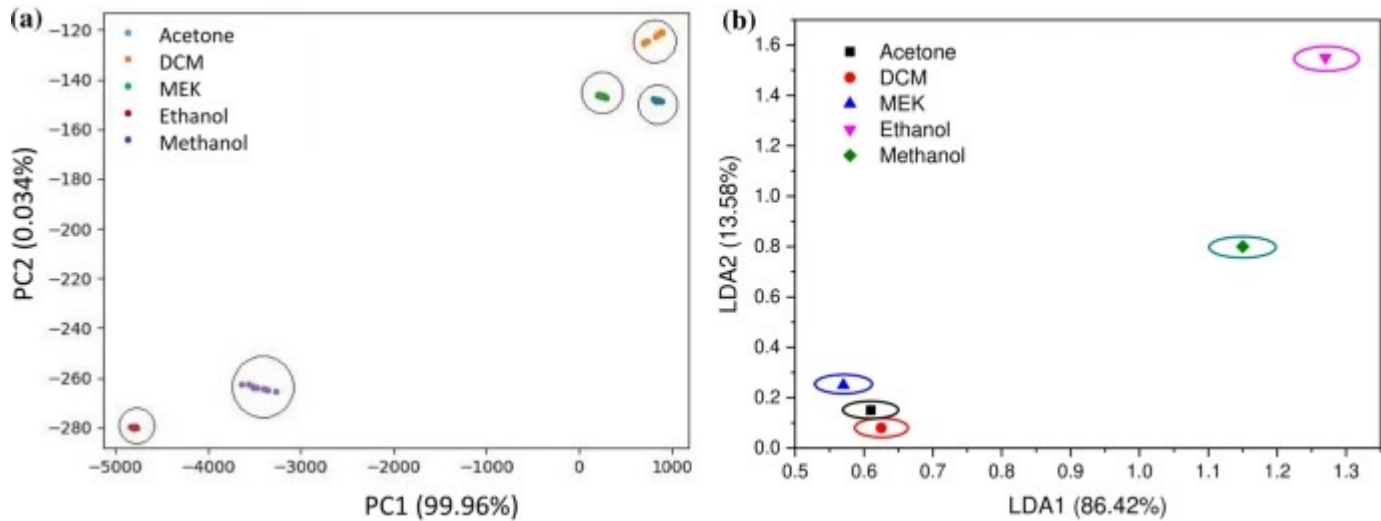 (a)
Acetone
DCM
MEK
Ethanol
Methanol
−120
−140
−160
−180
−200
−220
−240
−260
−280
PC2 (0.034%)
−5000 −4000 −3000 −2000 −1000 0 1000
PC1 (99.96%)
(b)
Acetone
DCM
MEK
Ethanol
Methanol
1.6
1.4
1.2
1.0
0.8
0.6
0.4
0.2
0.0
LDA2 (13.58%)
0.5 0.6 0.7 0.8 0.9 1.0 1.1 1.2 1.3
LDA1 (86.42%)